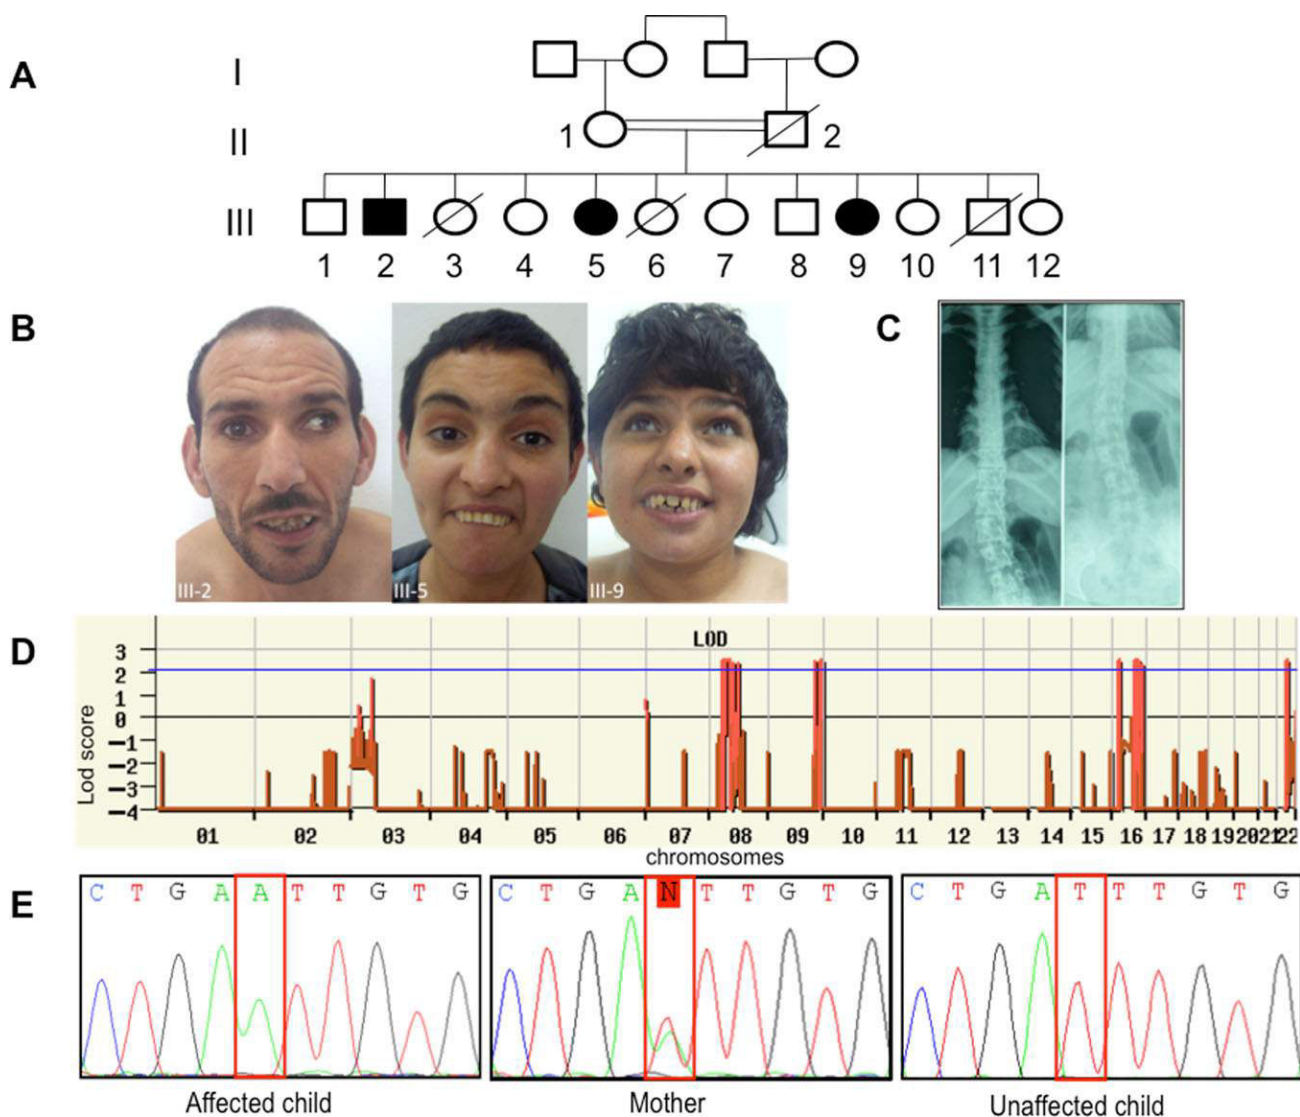 A
I
II
1
2
III
1 2 3 4 5 6 7 8 9 10 11 12
B
III-2
III-5
III-9
C
D
LOD
Lod score
3
2
1
0
-1
-2
-3
-4
01 02 03 04 05 06 07 08 09 10 11 12 13 14 15 16 17 18 19 20 21 22
chromosomes
E
C T G A A T T G T G
C T G A N T T G T G
C T G A T T T G T G
Affected child
Mother
Unaffected child